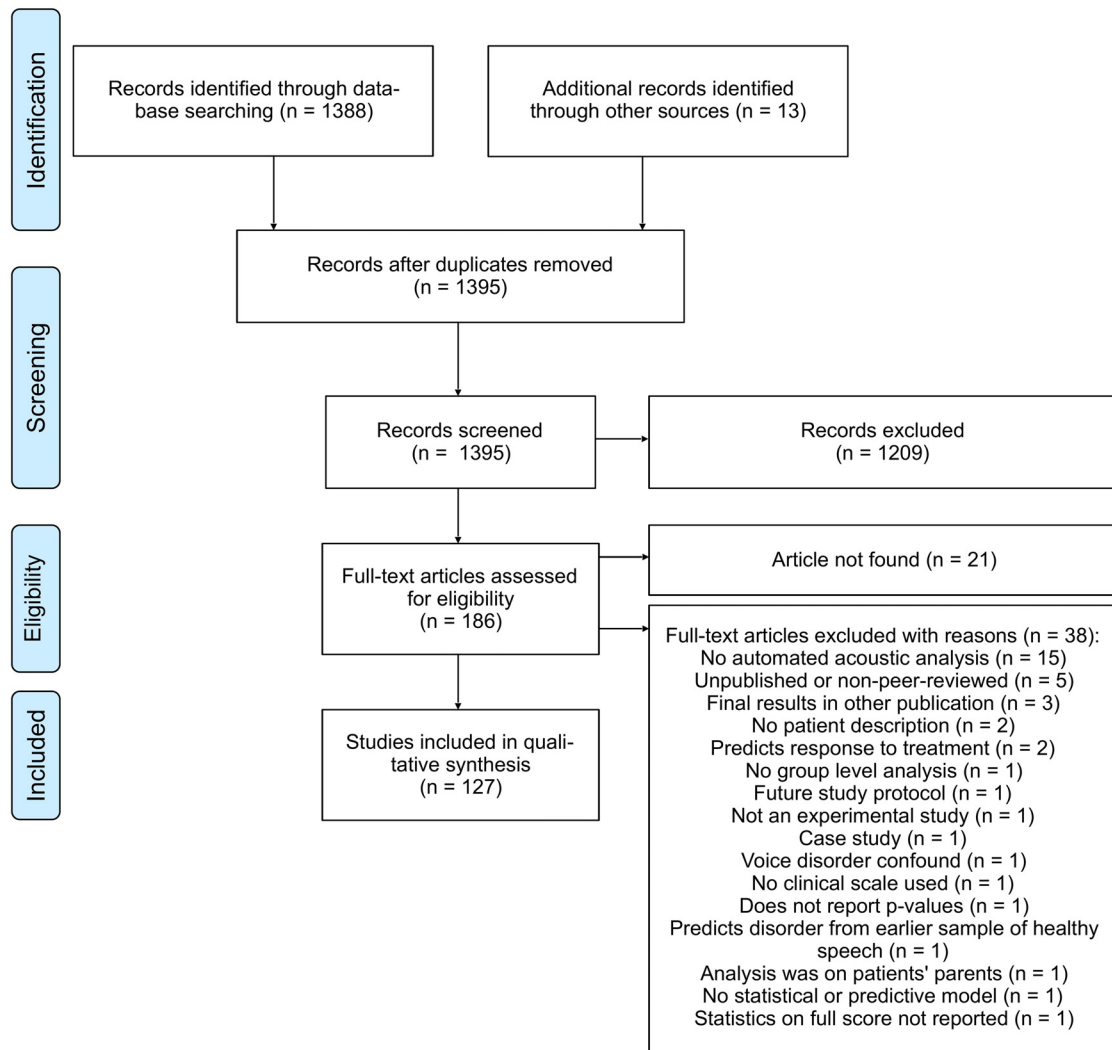 Identification
Records identified through data-
base searching (n = 1388)
Additional records identified
through other sources (n = 13)
Records after duplicates removed
(n = 1395)
Screening
Records screened
(n =  1395)
Records excluded
(n = 1209)
Eligibility
Full-text articles assessed
for eligibility
(n = 186)
Article not found (n = 21)
Full-text articles excluded with reasons (n = 38):
No automated acoustic analysis (n = 15)
Unpublished or non-peer-reviewed (n = 5)
Final results in other publication (n = 3)
No patient description (n = 2)
Predicts response to treatment (n = 2)
No group level analysis (n = 1)
Future study protocol (n = 1)
Not an experimental study (n = 1)
Case study (n = 1)
Voice disorder confound (n = 1)
No clinical scale used (n = 1)
Does not report p-values (n = 1)
Predicts disorder from earlier sample of healthy
speech (n = 1)
Analysis was on patients' parents (n = 1)
No statistical or predictive model (n = 1)
Statistics on full score not reported (n = 1)
Included
Studies included in quali-
tative synthesis
(n = 127)